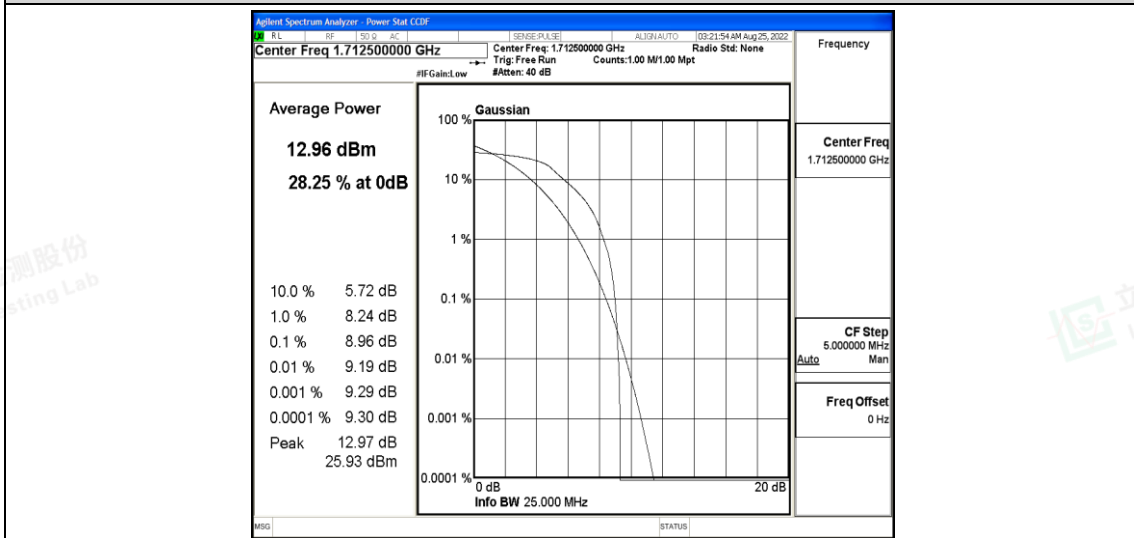 Agilent Spectrum Analyzer - Power Stat CCDF
RL RF 50 Ω AC SENSE:PULSE ALIGN AUTO 03:21:54 AM Aug 25, 2022
Center Freq 1.712500000 GHz
Center Freq: 1.712500000 GHz Radio Std: None
Trig: Free Run Counts:1.00 M/1.00 Mpt
#IFGain:Low #Atten: 40 dB
Frequency
Average Power
12.96 dBm
28.25 % at 0dB
10.0 % 5.72 dB
1.0 % 8.24 dB
0.1 % 8.96 dB
0.01 % 9.19 dB
0.001 % 9.29 dB
0.0001 % 9.30 dB
Peak 12.97 dB
25.93 dBm
Gaussian
100 %
10 %
1 %
0.1 %
0.01 %
0.001 %
0.0001 %
0 dB 20 dB
Info BW 25.000 MHz
Center Freq
1.712500000 GHz
CF Step
5.000000 MHz
Auto Man
Freq Offset
0 Hz
MSG STATUS
测股份
sting Lab
立